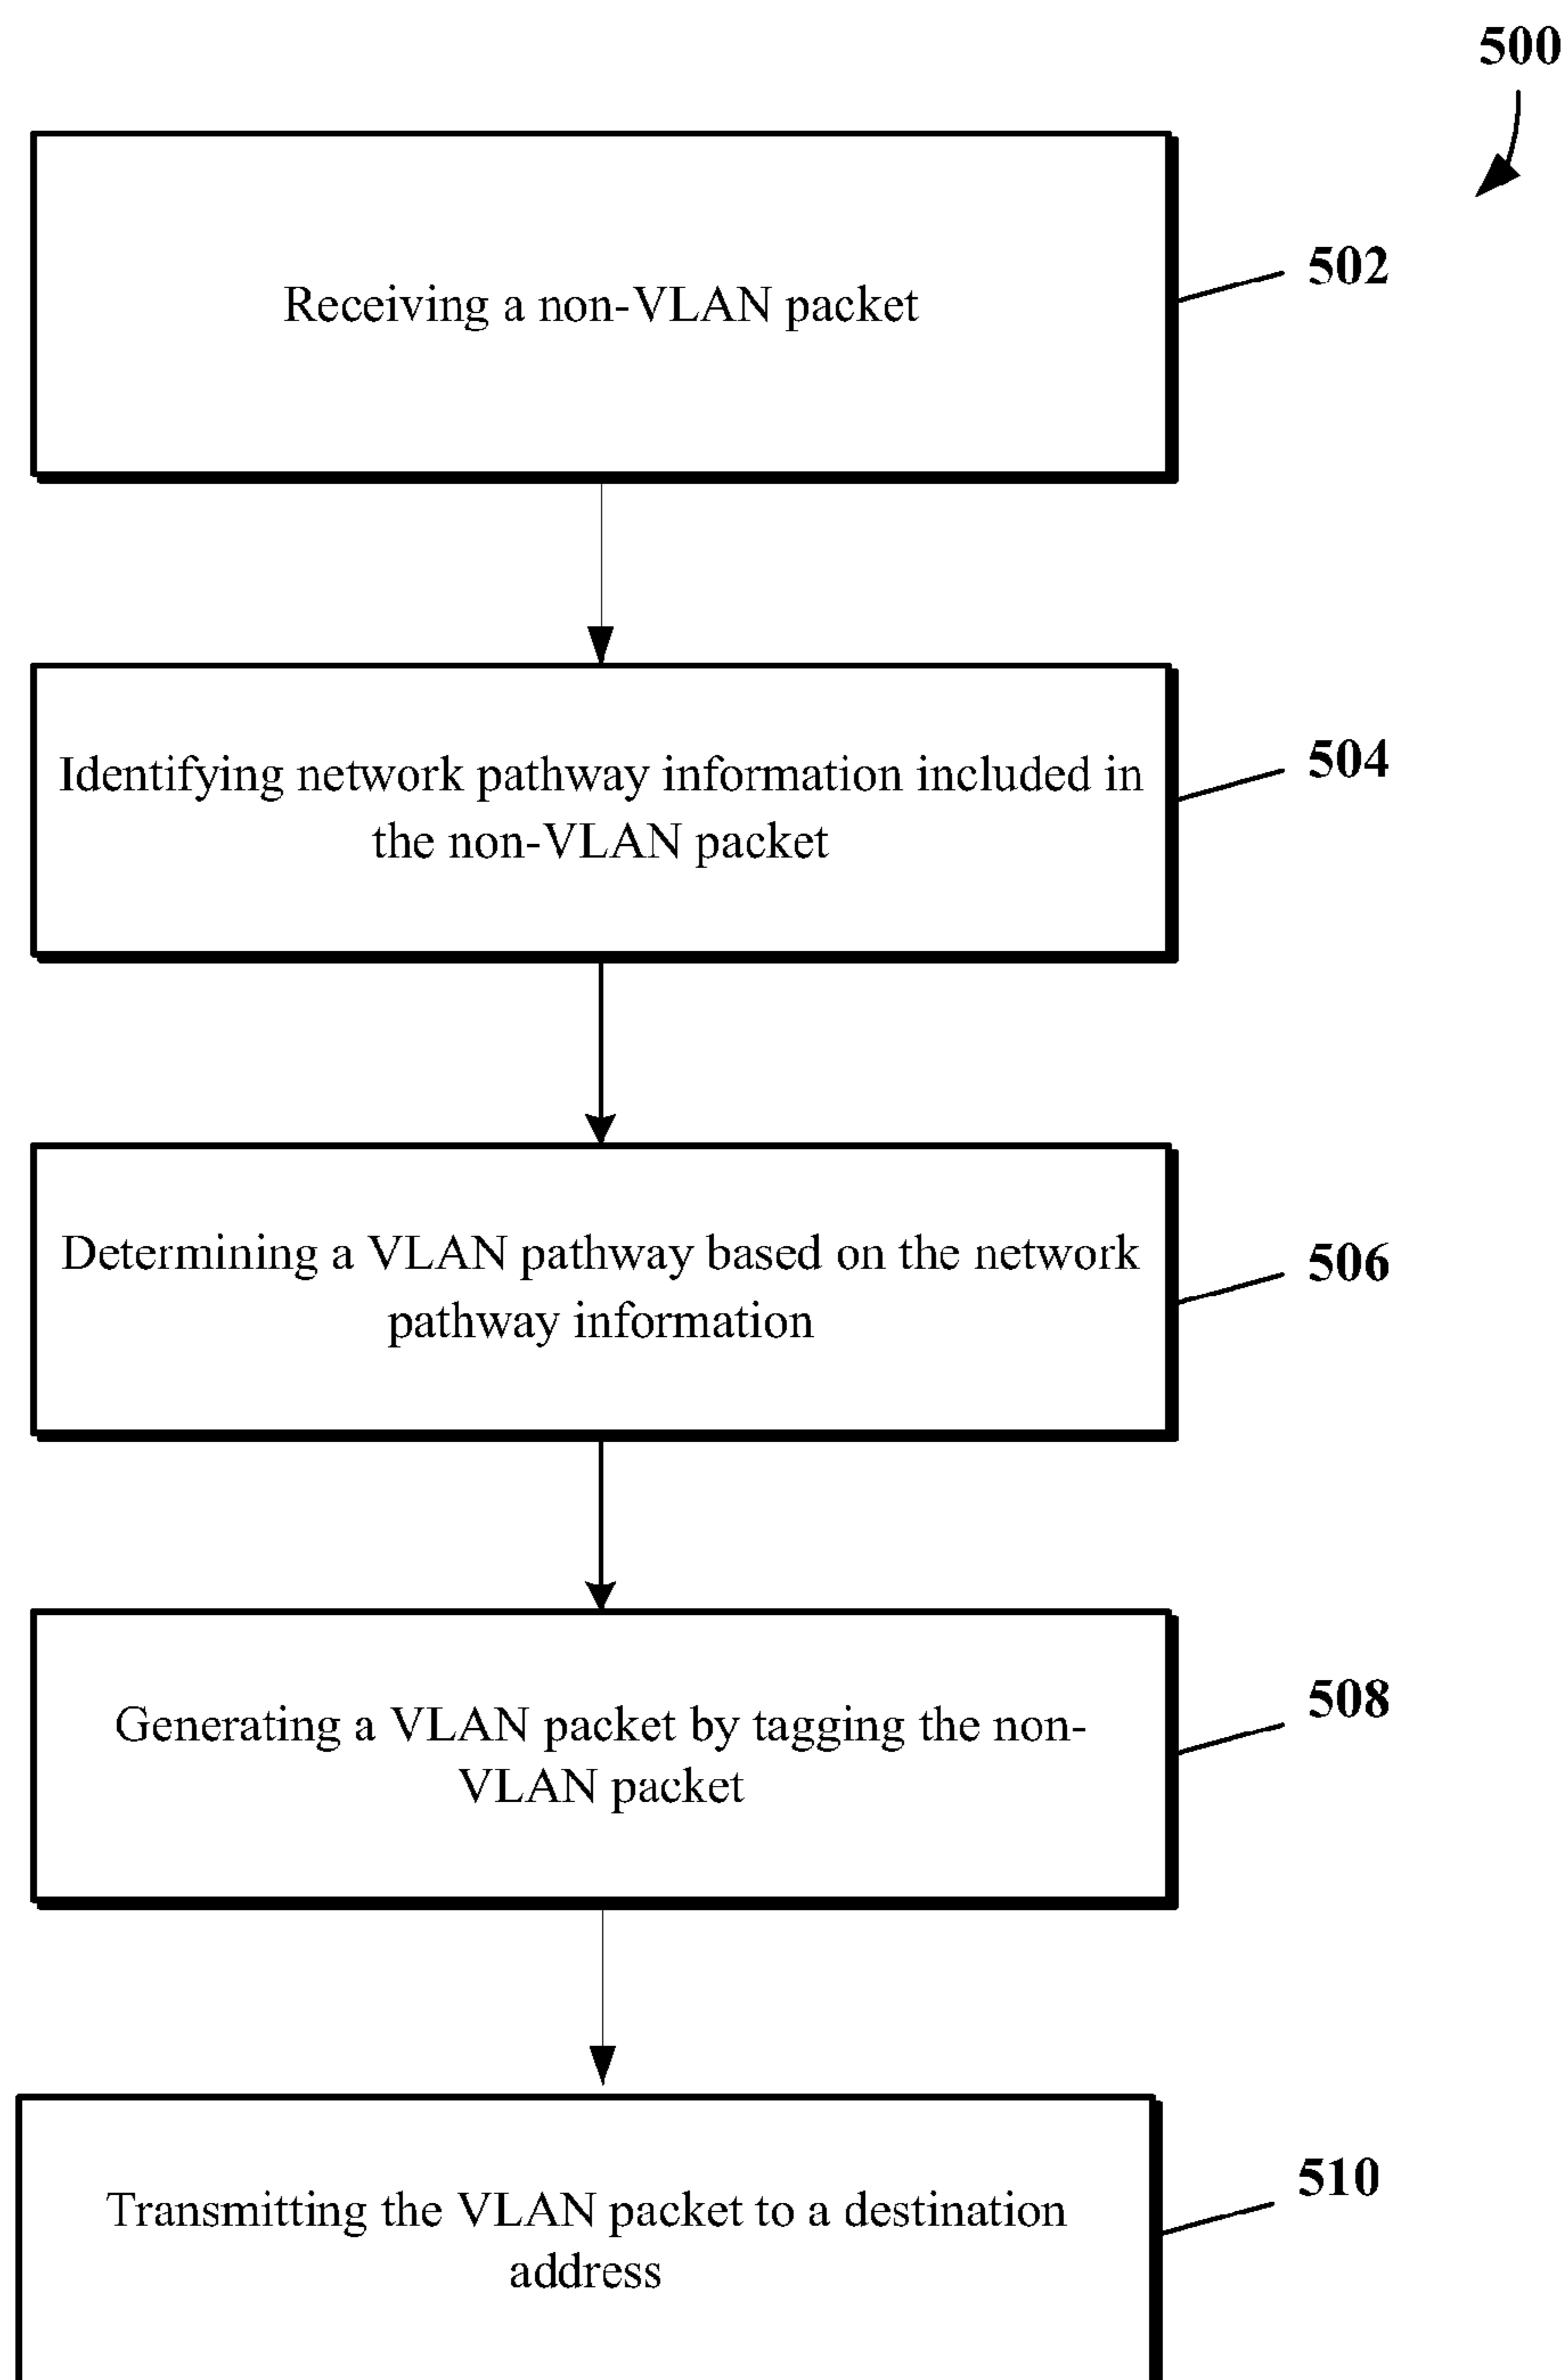 500
Receiving a non-VLAN packet
502
Identifying network pathway information included in
the non-VLAN packet
504
Determining a VLAN pathway based on the network
pathway information
506
Generating a VLAN packet by tagging the non-
VLAN packet
508
Transmitting the VLAN packet to a destination
address
510